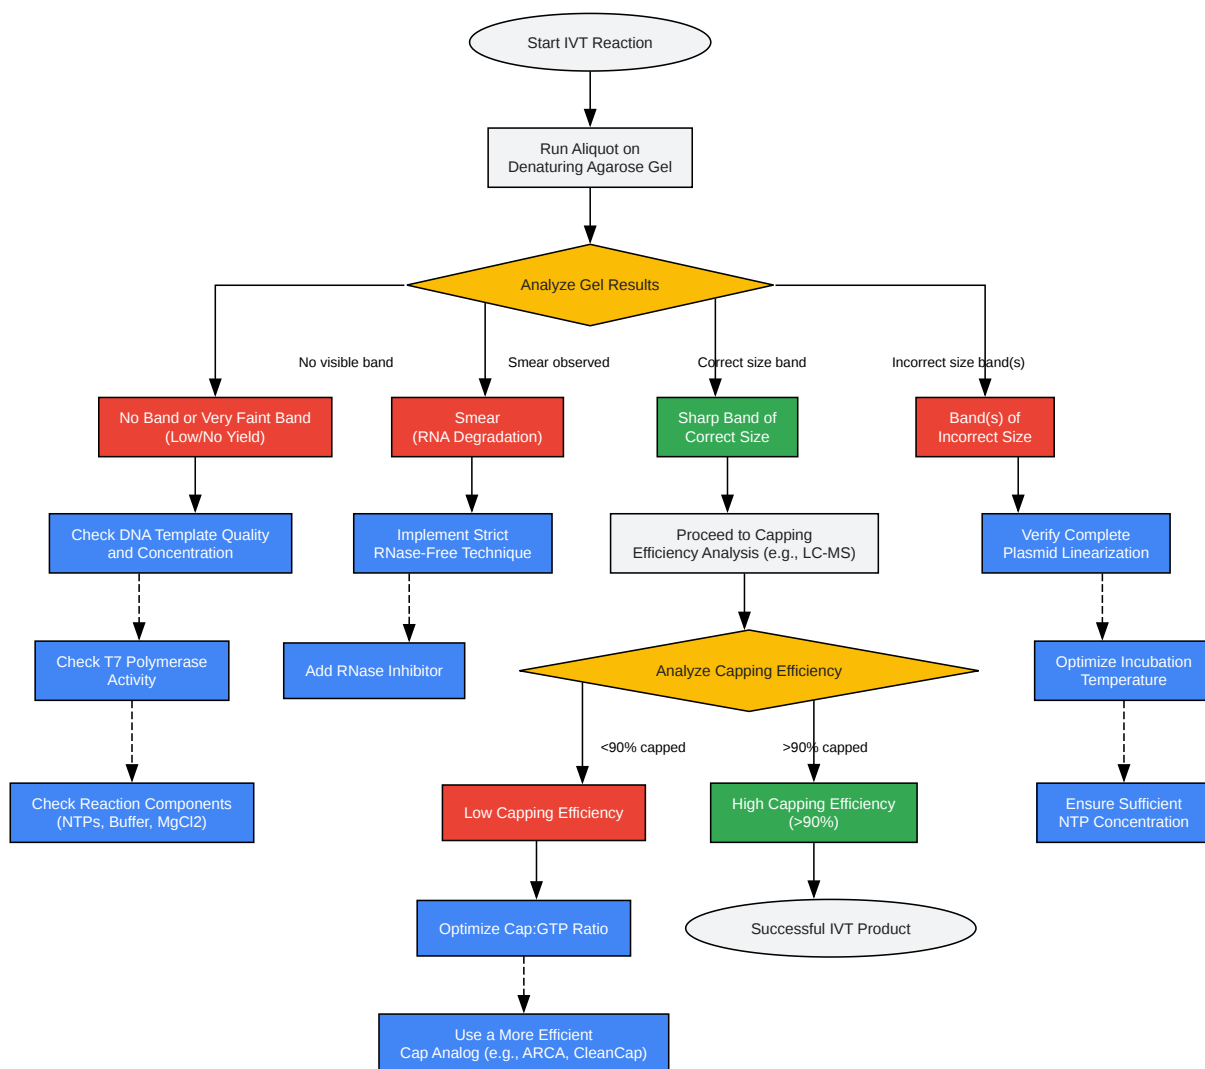 Start IVT Reaction
Run Aliquot on
Denaturing Agarose Gel
Analyze Gel Results
No visible band
Smear observed
Correct size band
Incorrect size band(s)
No Band or Very Faint Band
(Low/No Yield)
Smear
(RNA Degradation)
Sharp Band of
Correct Size
Band(s) of
Incorrect Size
Check DNA Template Quality
and Concentration
Implement Strict
RNase-Free Technique
Proceed to Capping
Efficiency Analysis (e.g., LC-MS)
Verify Complete
Plasmid Linearization
Check T7 Polymerase
Activity
Add RNase Inhibitor
Analyze Capping Efficiency
Optimize Incubation
Temperature
<90% capped
>90% capped
Check Reaction Components
(NTPs, Buffer, MgCl2)
Low Capping Efficiency
High Capping Efficiency
(>90%)
Ensure Sufficient
NTP Concentration
Optimize Cap:GTP Ratio
Successful IVT Product
Use a More Efficient
Cap Analog (e.g., ARCA, CleanCap)